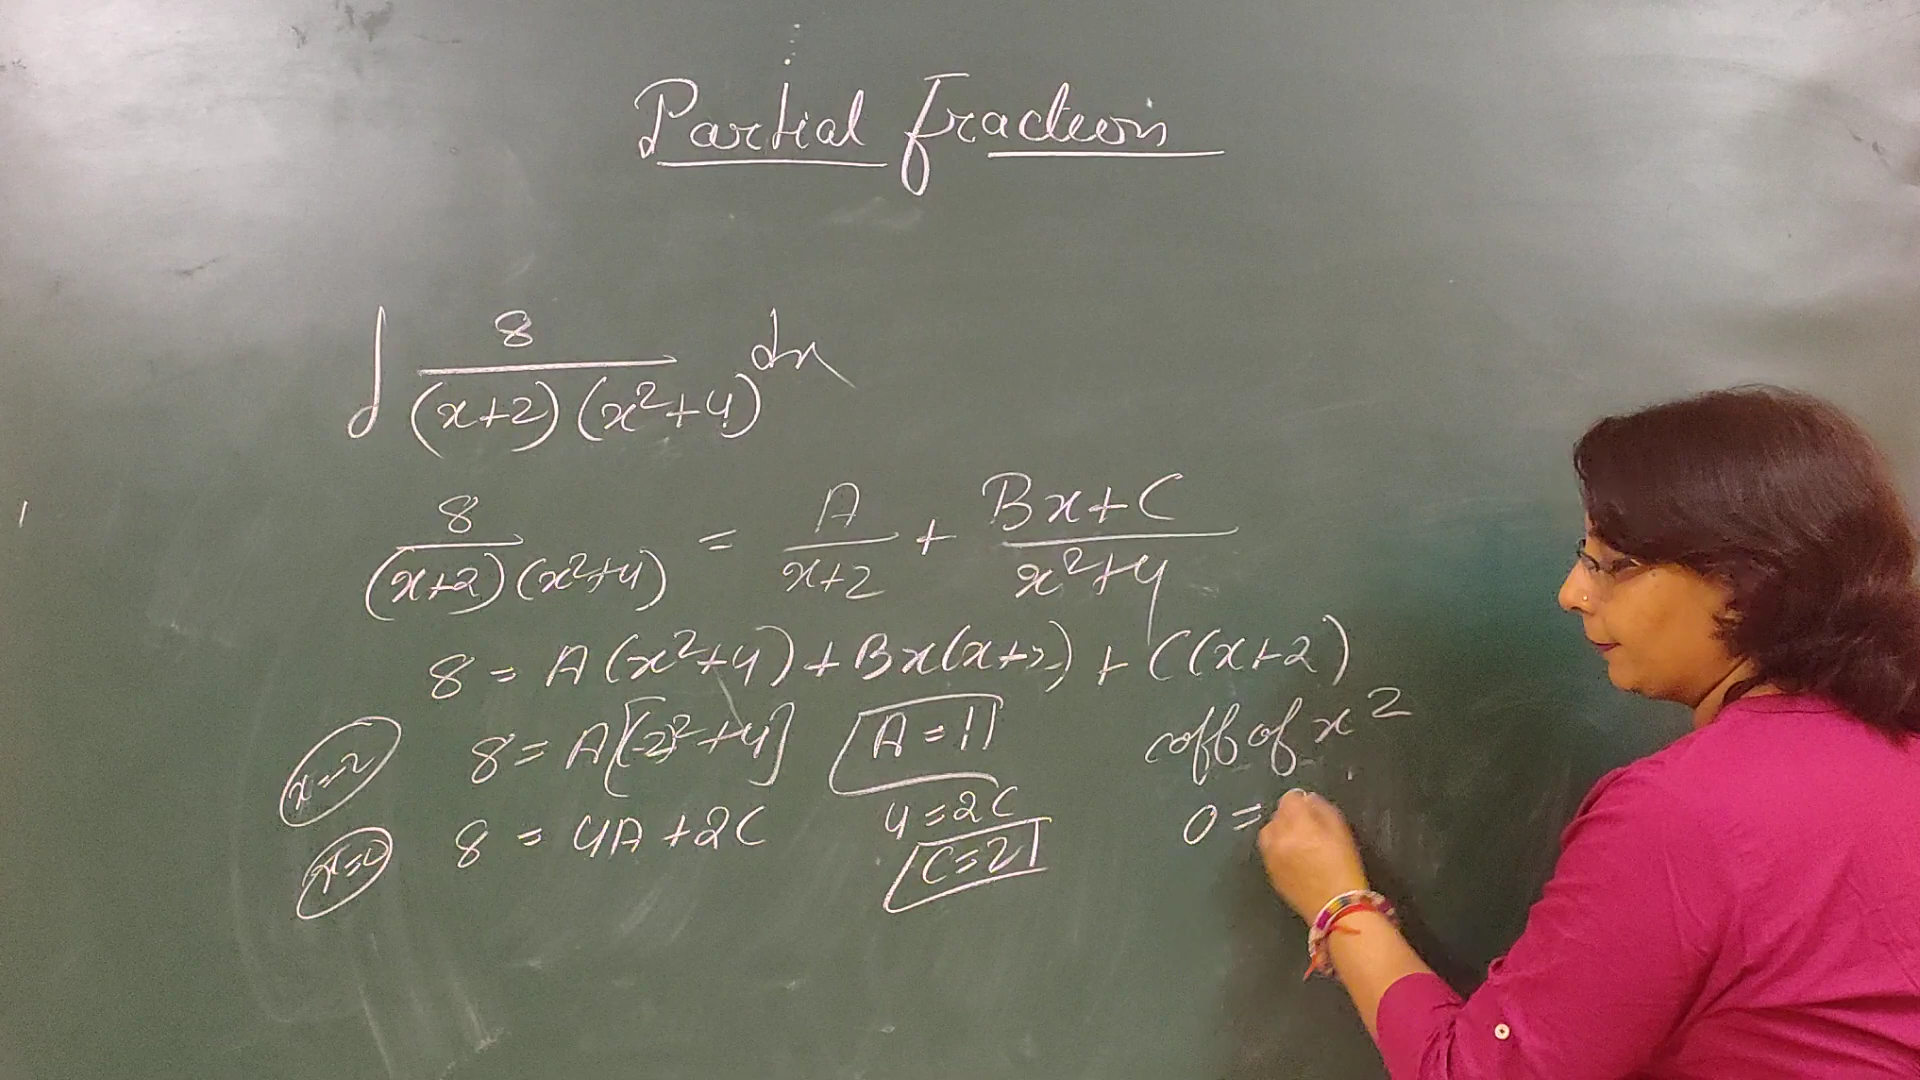 Partial fraction
∫ 8 / (x+2)(x²+4) dx
8 / (x+2)(x²+4) = A / x+2 + Bx+C / x²+4
8 = A(x²+4) + Bx(x+2) + C(x+2)
x=-2 8 = A[(-2)²+4] A = 1 coff of x²
x=0 8 = 4A + 2C 4 = 2C 0 =
C = 2